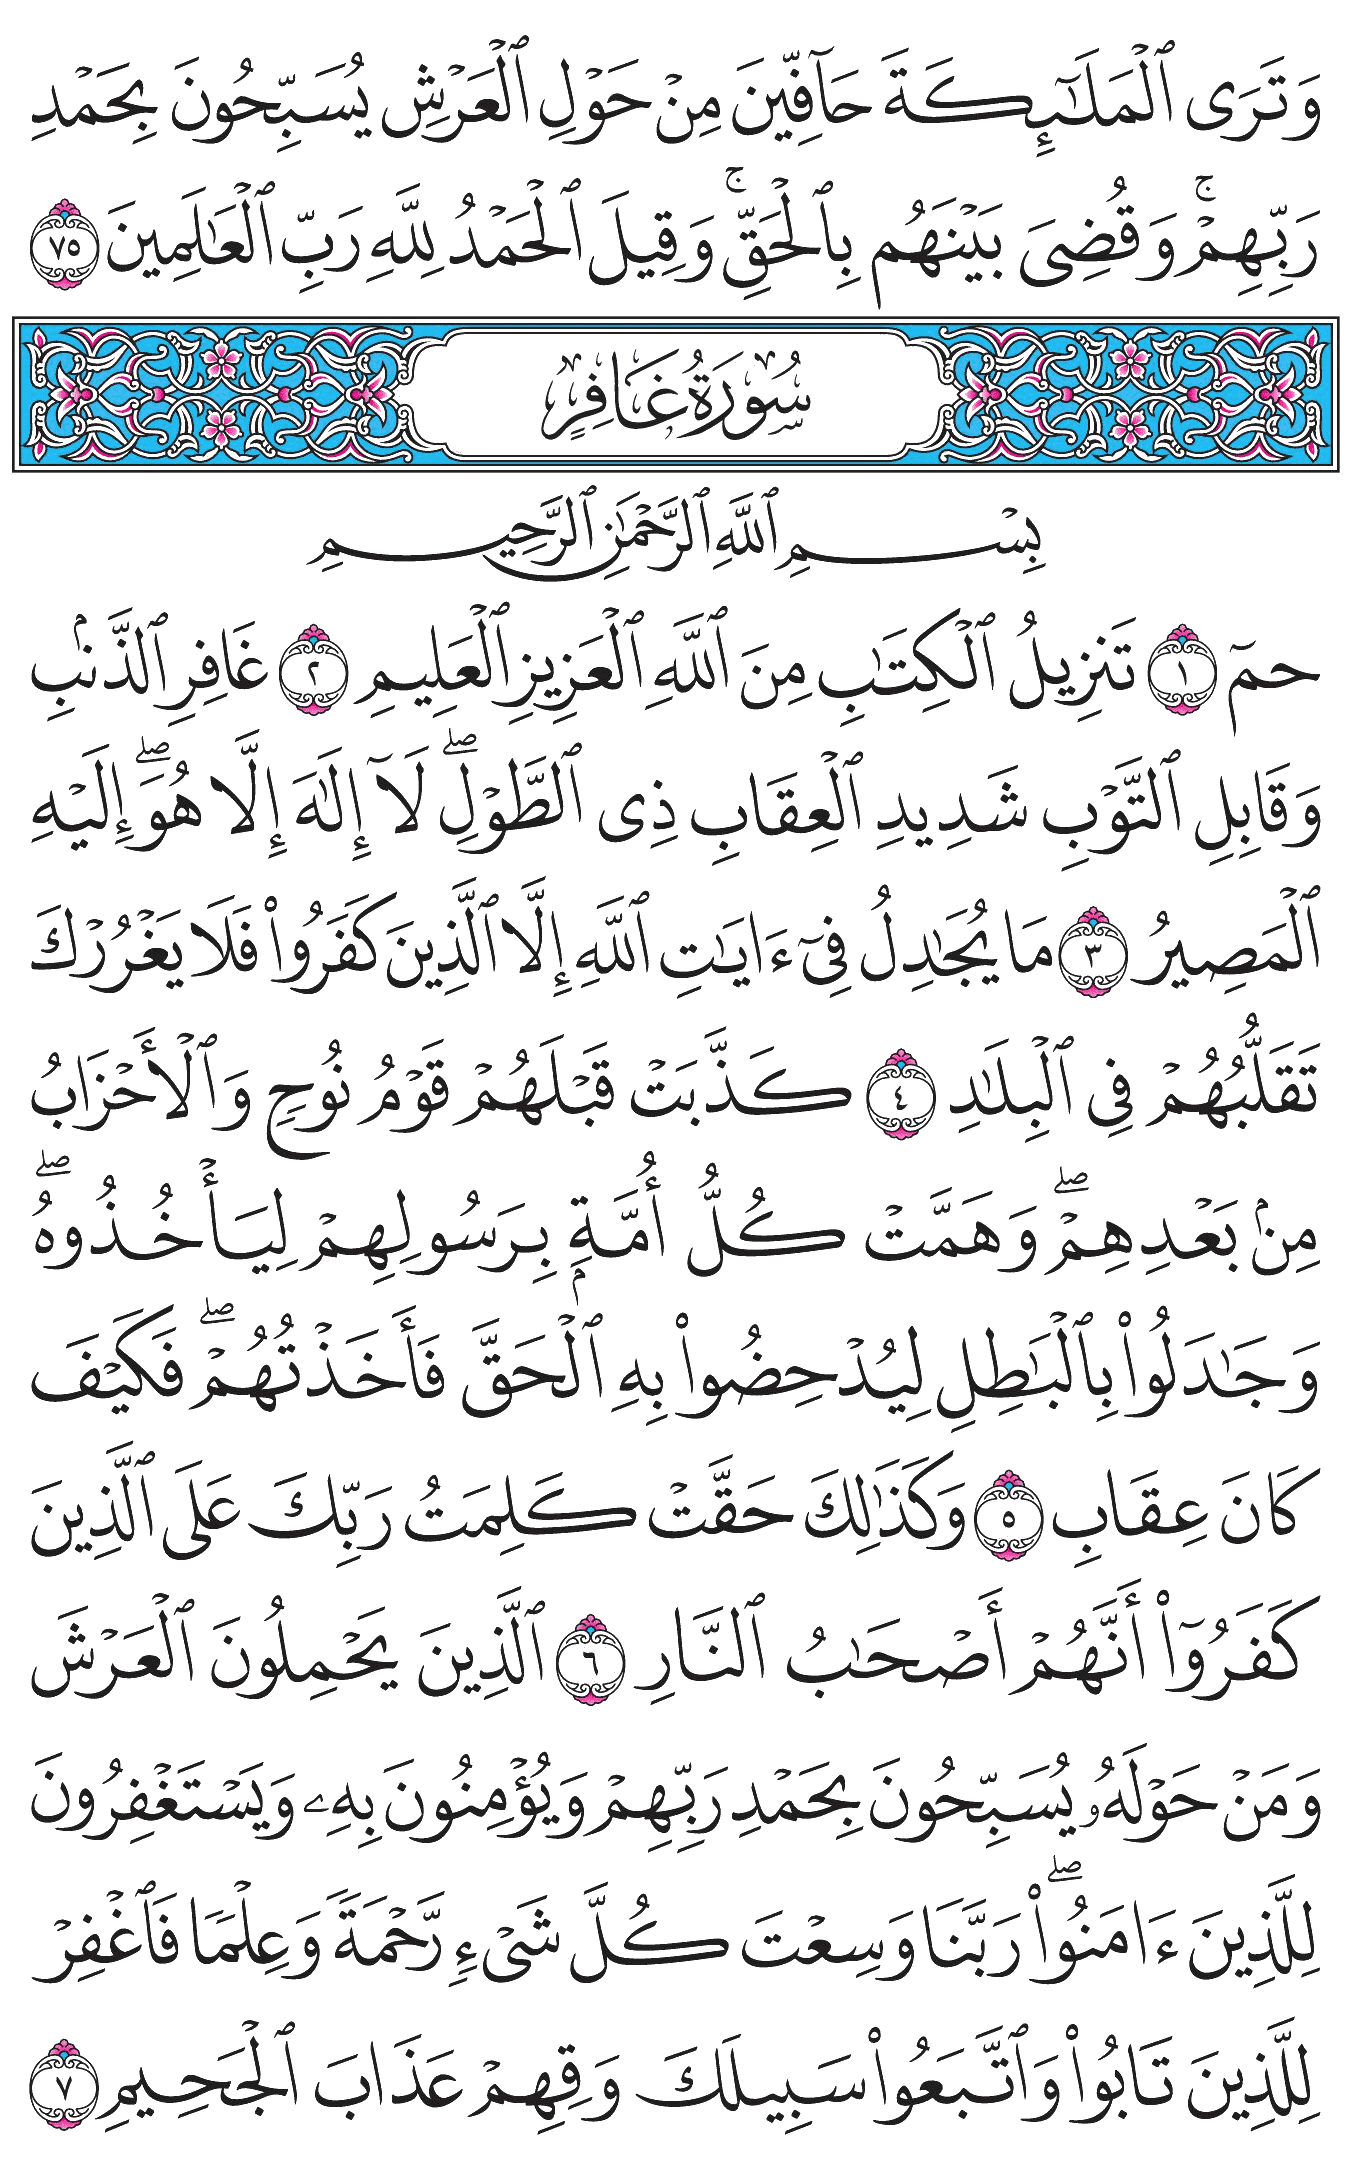 وَتَرَى ٱلْمَلَـٰٓئِكَةَ حَآفِّينَ مِنْ حَوْلِ ٱلْعَرْشِ يُسَبِّحُونَ بِحَمْدِ
رَبِّهِمْ ۚ وَقُضِىَ بَيْنَهُم بِٱلْحَقِّ ۚ وَقِيلَ ٱلْحَمْدُ لِلَّهِ رَبِّ ٱلْعَـٰلَمِينَ ٧٥
سُورَةُ غَافِرٍ
بِسْمِ ٱللَّهِ ٱلرَّحْمَـٰنِ ٱلرَّحِيمِ
حمٓ ١ تَنزِيلُ ٱلْكِتَـٰبِ مِنَ ٱللَّهِ ٱلْعَزِيزِ ٱلْعَلِيمِ ٢ غَافِرِ ٱلذَّنۢبِ
وَقَابِلِ ٱلتَّوْبِ شَدِيدِ ٱلْعِقَابِ ذِى ٱلطَّوْلِ ۖ لَآ إِلَـٰهَ إِلَّا هُوَ ۖ إِلَيْهِ
ٱلْمَصِيرُ ٣ مَا يُجَـٰدِلُ فِىٓ ءَايَـٰتِ ٱللَّهِ إِلَّا ٱلَّذِينَ كَفَرُوا۟ فَلَا يَغْرُرْكَ
تَقَلُّبُهُمْ فِى ٱلْبِلَـٰدِ ٤ كَذَّبَتْ قَبْلَهُمْ قَوْمُ نُوحٍ وَٱلْأَحْزَابُ
مِنۢ بَعْدِهِمْ ۖ وَهَمَّتْ كُلُّ أُمَّةٍۭ بِرَسُولِهِمْ لِيَأْخُذُوهُ ۖ
وَجَـٰدَلُوا۟ بِٱلْبَـٰطِلِ لِيُدْحِضُوا۟ بِهِ ٱلْحَقَّ فَأَخَذْتُهُمْ ۖ فَكَيْفَ
كَانَ عِقَابِ ٥ وَكَذَٰلِكَ حَقَّتْ كَلِمَتُ رَبِّكَ عَلَى ٱلَّذِينَ
كَفَرُوٓا۟ أَنَّهُمْ أَصْحَـٰبُ ٱلنَّارِ ٦ ٱلَّذِينَ يَحْمِلُونَ ٱلْعَرْشَ
وَمَنْ حَوْلَهُۥ يُسَبِّحُونَ بِحَمْدِ رَبِّهِمْ وَيُؤْمِنُونَ بِهِۦ وَيَسْتَغْفِرُونَ
لِلَّذِينَ ءَامَنُوا۟ ۖ رَبَّنَا وَسِعْتَ كُلَّ شَىْءٍ رَّحْمَةً وَعِلْمًا فَٱغْفِرْ
لِلَّذِينَ تَابُوا۟ وَٱتَّبَعُوا۟ سَبِيلَكَ وَقِهِمْ عَذَابَ ٱلْجَحِيمِ ٧